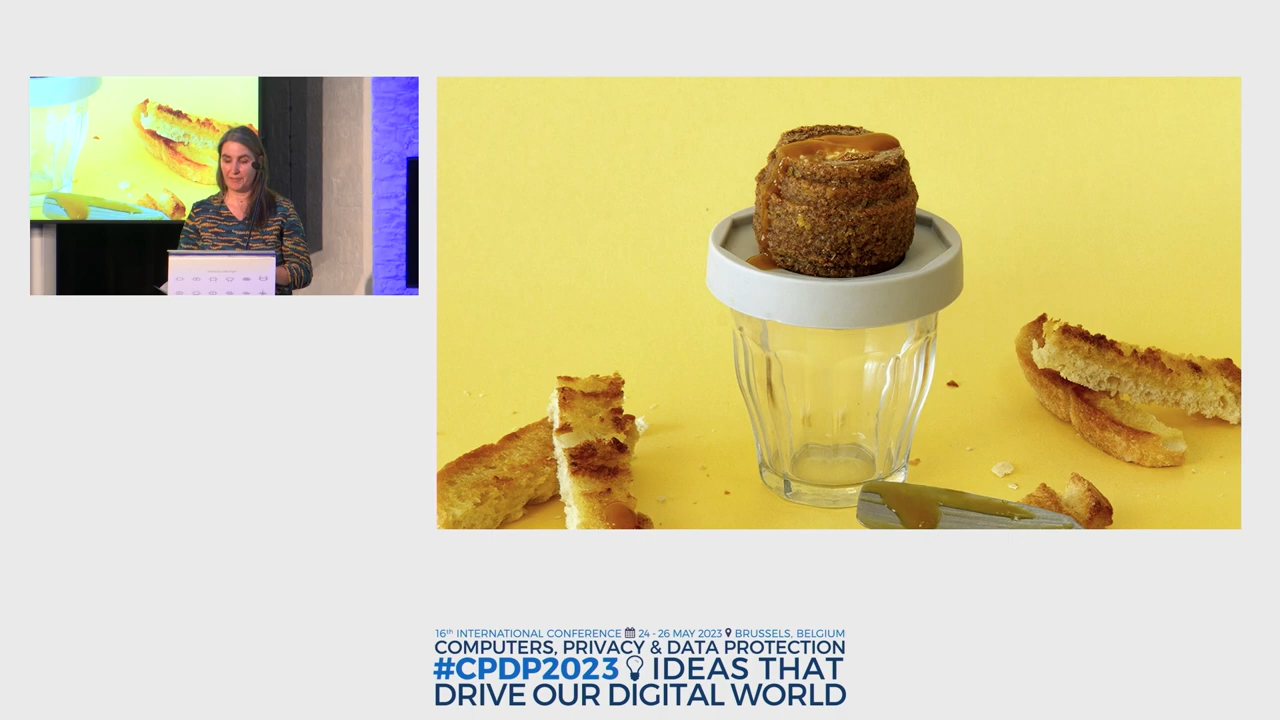 16th INTERNATIONAL CONFERENCE 24 - 26 MAY 2023 BRUSSELS, BELGIUM
COMPUTERS, PRIVACY & DATA PROTECTION
#CPDP2023 IDEAS THAT
DRIVE OUR DIGITAL WORLD